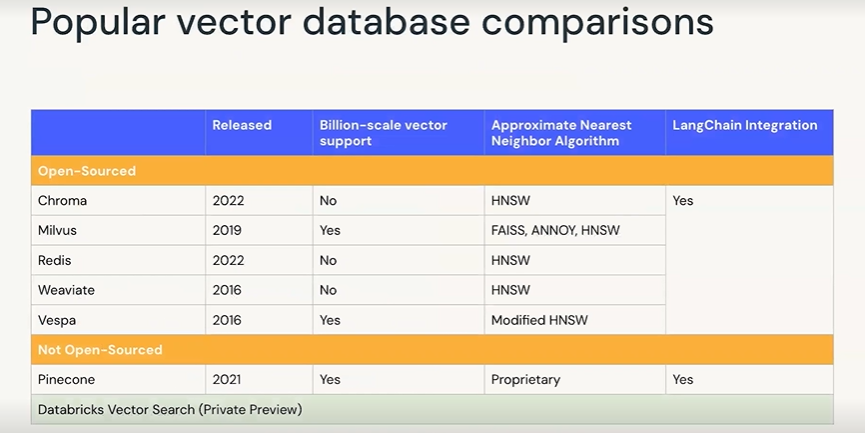 Popular vector database comparisons
Released
Billion-scale vector
support
Approximate Nearest
Neighbor Algorithm
LangChain Integration
Open-Sourced
Chroma 2022 No HNSW Yes
Milvus 2019 Yes FAISS, ANNOY, HNSW
Redis 2022 No HNSW
Weaviate 2016 No HNSW
Vespa 2016 Yes Modified HNSW
Not Open-Sourced
Pinecone 2021 Yes Proprietary Yes
Databricks Vector Search (Private Preview)